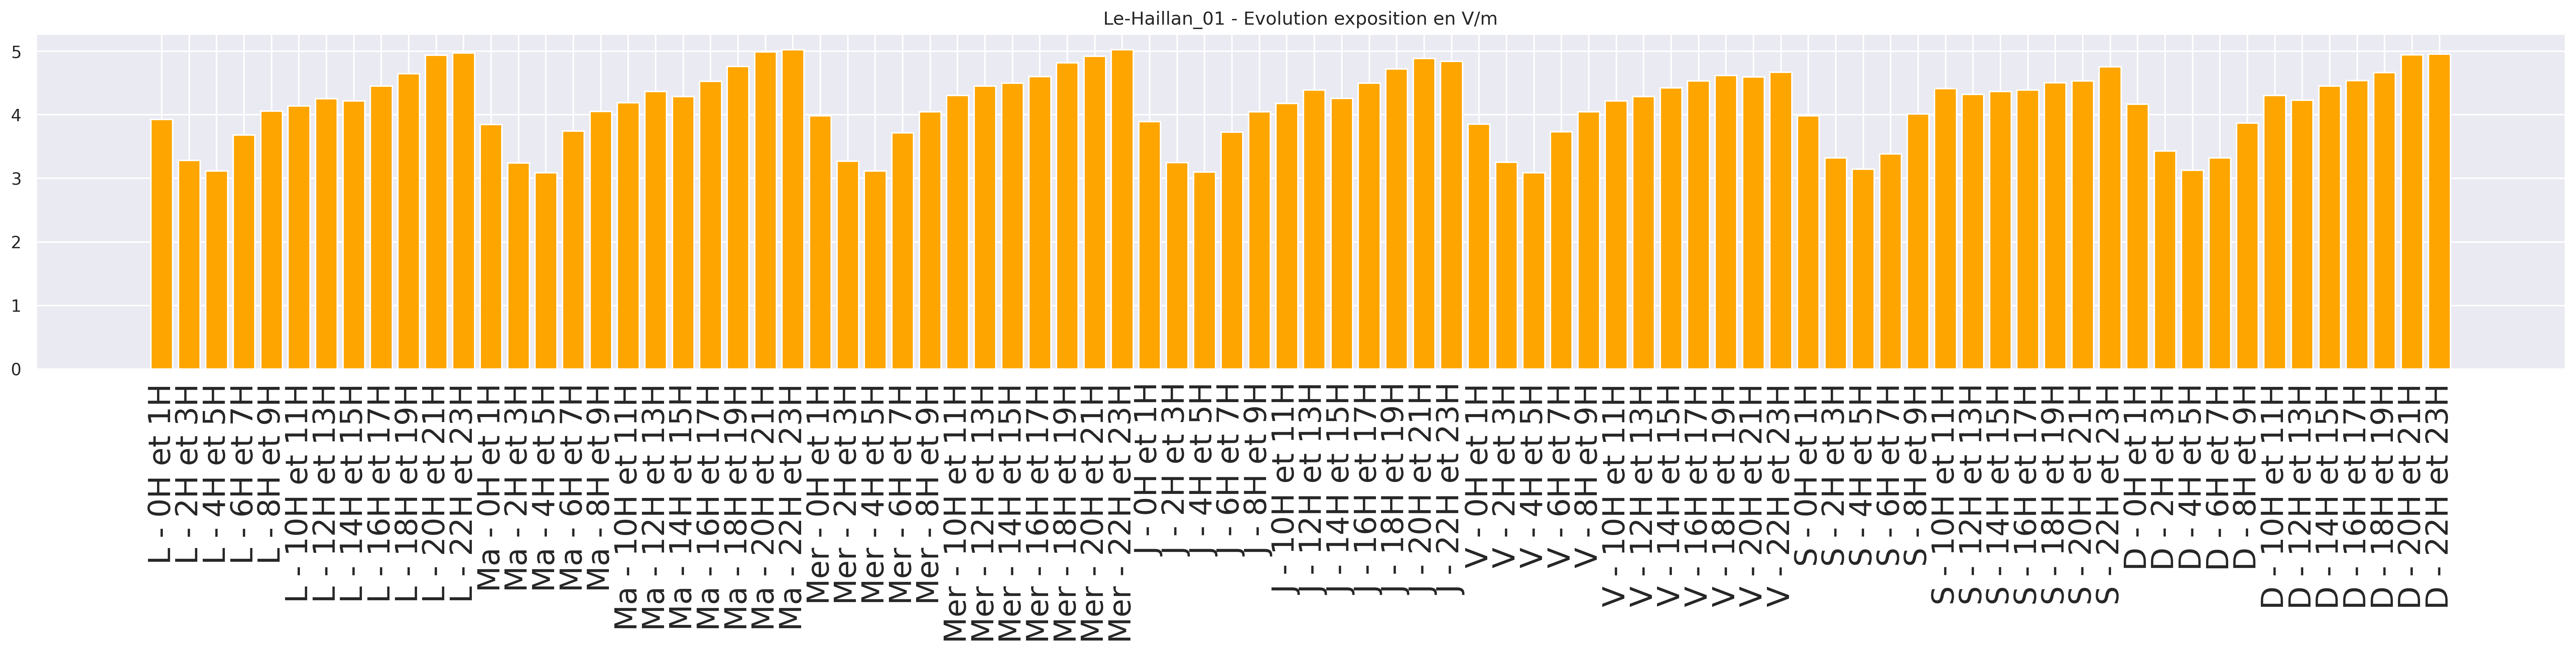 Le-Haillan_01 - Evolution exposition en V/m
5
4
3
2
1
0
L - 0H et 1H
L - 2H et 3H
L - 4H et 5H
L - 6H et 7H
L - 8H et 9H
L - 10H et 11H
L - 12H et 13H
L - 14H et 15H
L - 16H et 17H
L - 18H et 19H
L - 20H et 21H
L - 22H et 23H
Ma - 0H et 1H
Ma - 2H et 3H
Ma - 4H et 5H
Ma - 6H et 7H
Ma - 8H et 9H
Ma - 10H et 11H
Ma - 12H et 13H
Ma - 14H et 15H
Ma - 16H et 17H
Ma - 18H et 19H
Ma - 20H et 21H
Ma - 22H et 23H
Mer - 0H et 1H
Mer - 2H et 3H
Mer - 4H et 5H
Mer - 6H et 7H
Mer - 8H et 9H
Mer - 10H et 11H
Mer - 12H et 13H
Mer - 14H et 15H
Mer - 16H et 17H
Mer - 18H et 19H
Mer - 20H et 21H
Mer - 22H et 23H
J - 0H et 1H
J - 2H et 3H
J - 4H et 5H
J - 6H et 7H
J - 8H et 9H
J - 10H et 11H
J - 12H et 13H
J - 14H et 15H
J - 16H et 17H
J - 18H et 19H
J - 20H et 21H
J - 22H et 23H
V - 0H et 1H
V - 2H et 3H
V - 4H et 5H
V - 6H et 7H
V - 8H et 9H
V - 10H et 11H
V - 12H et 13H
V - 14H et 15H
V - 16H et 17H
V - 18H et 19H
V - 20H et 21H
V - 22H et 23H
S - 0H et 1H
S - 2H et 3H
S - 4H et 5H
S - 6H et 7H
S - 8H et 9H
S - 10H et 11H
S - 12H et 13H
S - 14H et 15H
S - 16H et 17H
S - 18H et 19H
S - 20H et 21H
S - 22H et 23H
D - 0H et 1H
D - 2H et 3H
D - 4H et 5H
D - 6H et 7H
D - 8H et 9H
D - 10H et 11H
D - 12H et 13H
D - 14H et 15H
D - 16H et 17H
D - 18H et 19H
D - 20H et 21H
D - 22H et 23H